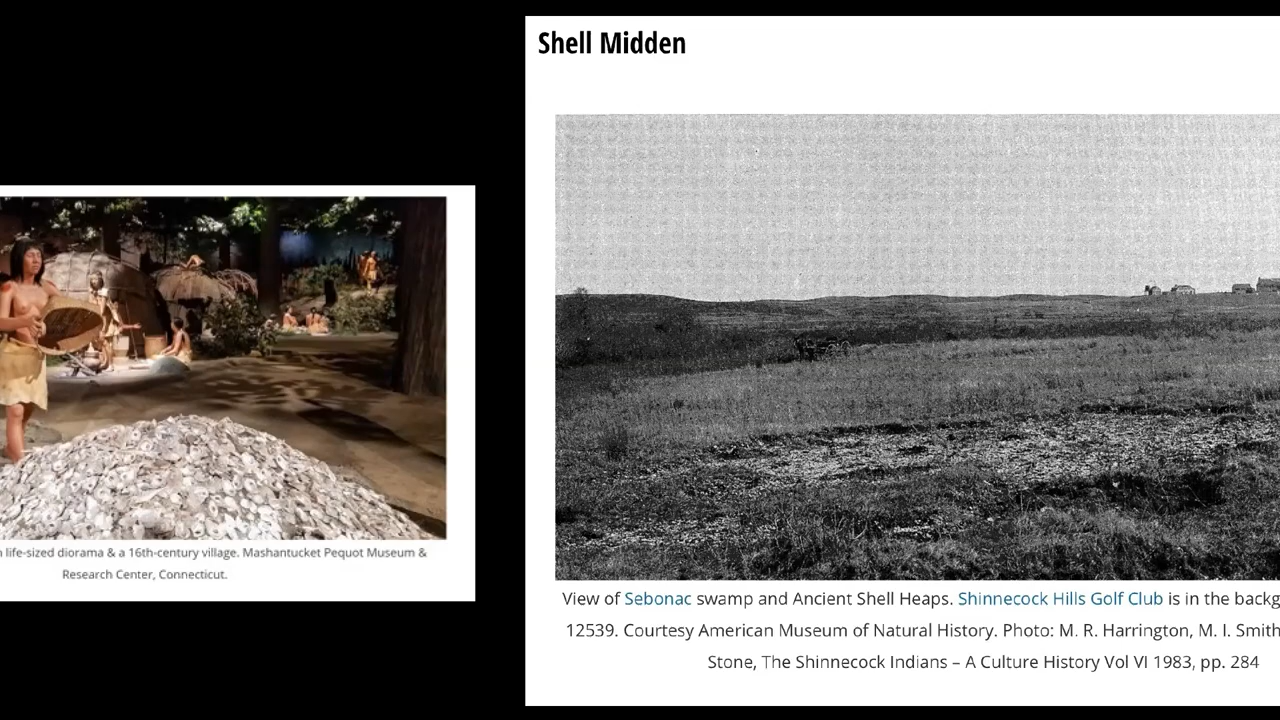 Shell Midden
life-sized diorama & a 16th-century village. Mashantucket Pequot Museum &
Research Center, Connecticut.
View of Sebonac swamp and Ancient Shell Heaps. Shinnecock Hills Golf Club is in the
12539. Courtesy American Museum of Natural History. Photo: M. R. Harrington, M. I. Smith
Stone, The Shinnecock Indians – A Culture History Vol VI 1983, pp. 284